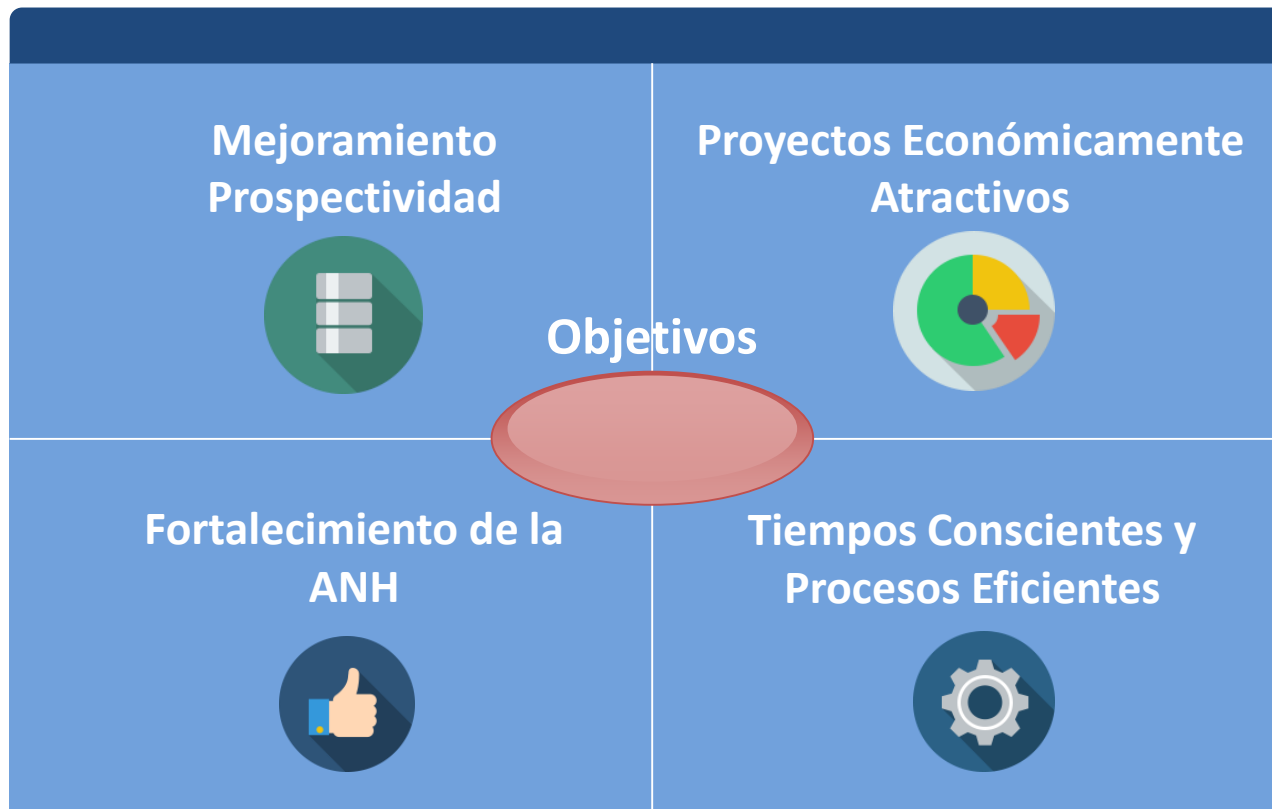 Mejoramiento
Prospectividad
Proyectos Económicamente
Atractivos
Objetivos
Fortalecimiento de la
ANH
Tiempos Conscientes y
Procesos Eficientes